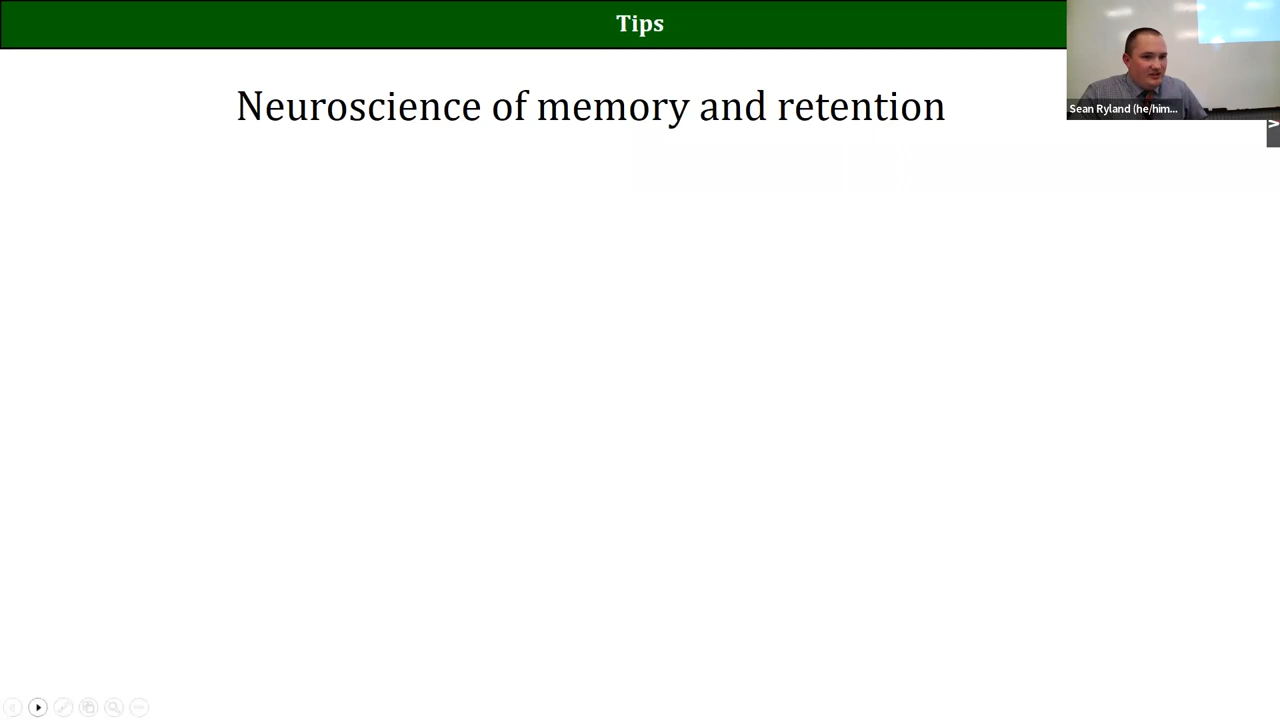 Tips
Neuroscience of memory and retention
Sean Ryland (he/him...